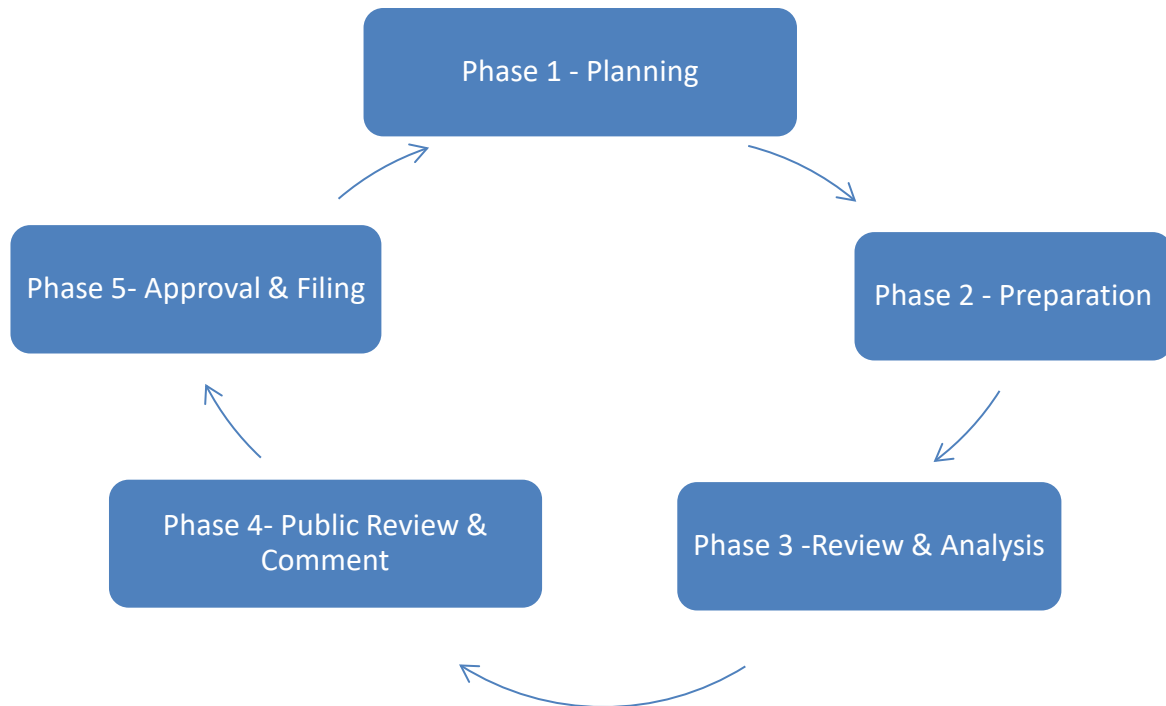 Phase 1 - Planning
Phase 2 - Preparation
Phase 3 -Review & Analysis
Phase 4- Public Review &
Comment
Phase 5- Approval & Filing